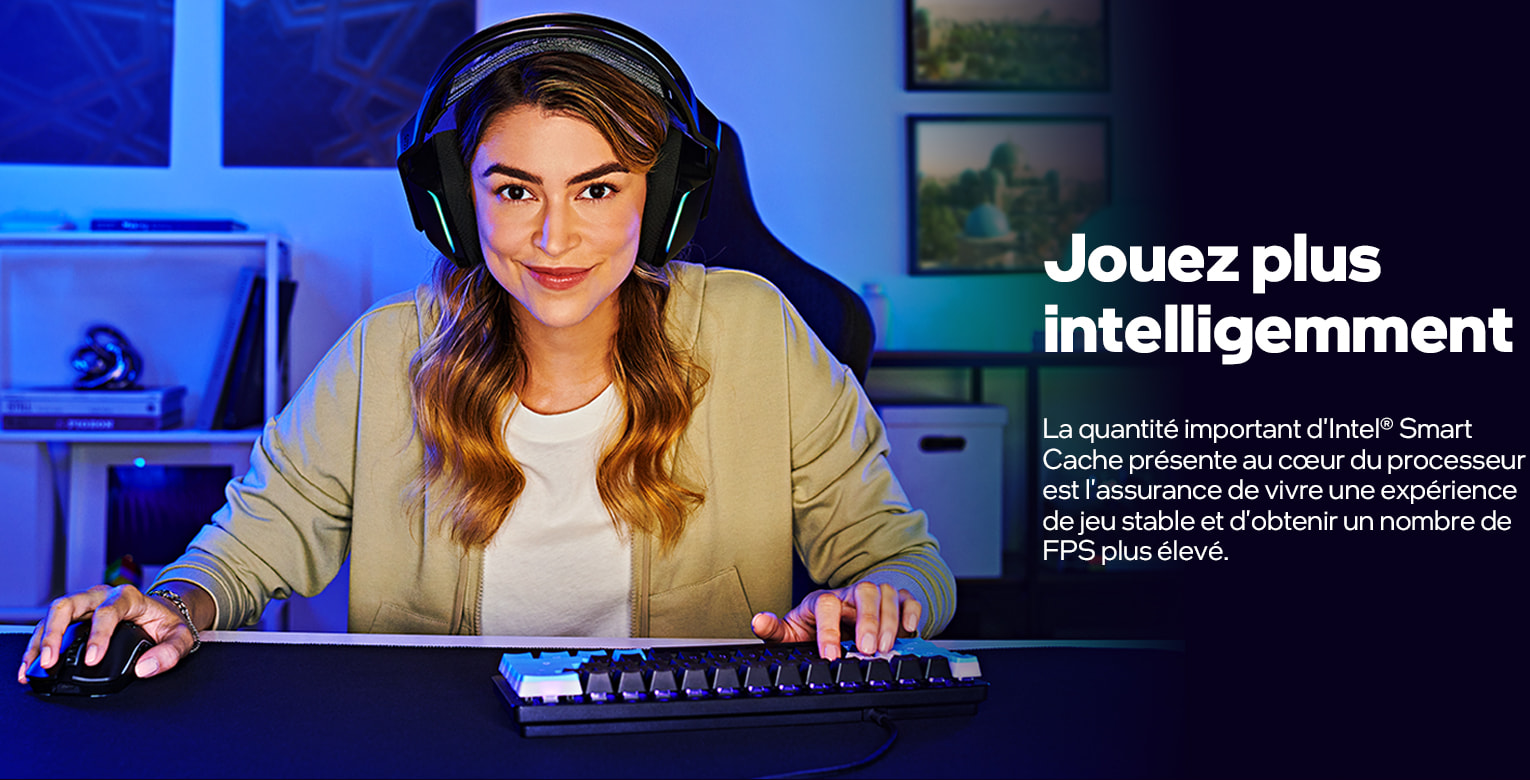 Jouez plus
intelligemment
La quantité important d'Intel® Smart
Cache présente au cœur du processeur
est l'assurance de vivre une expérience
de jeu stable et d'obtenir un nombre de
FPS plus élevé.